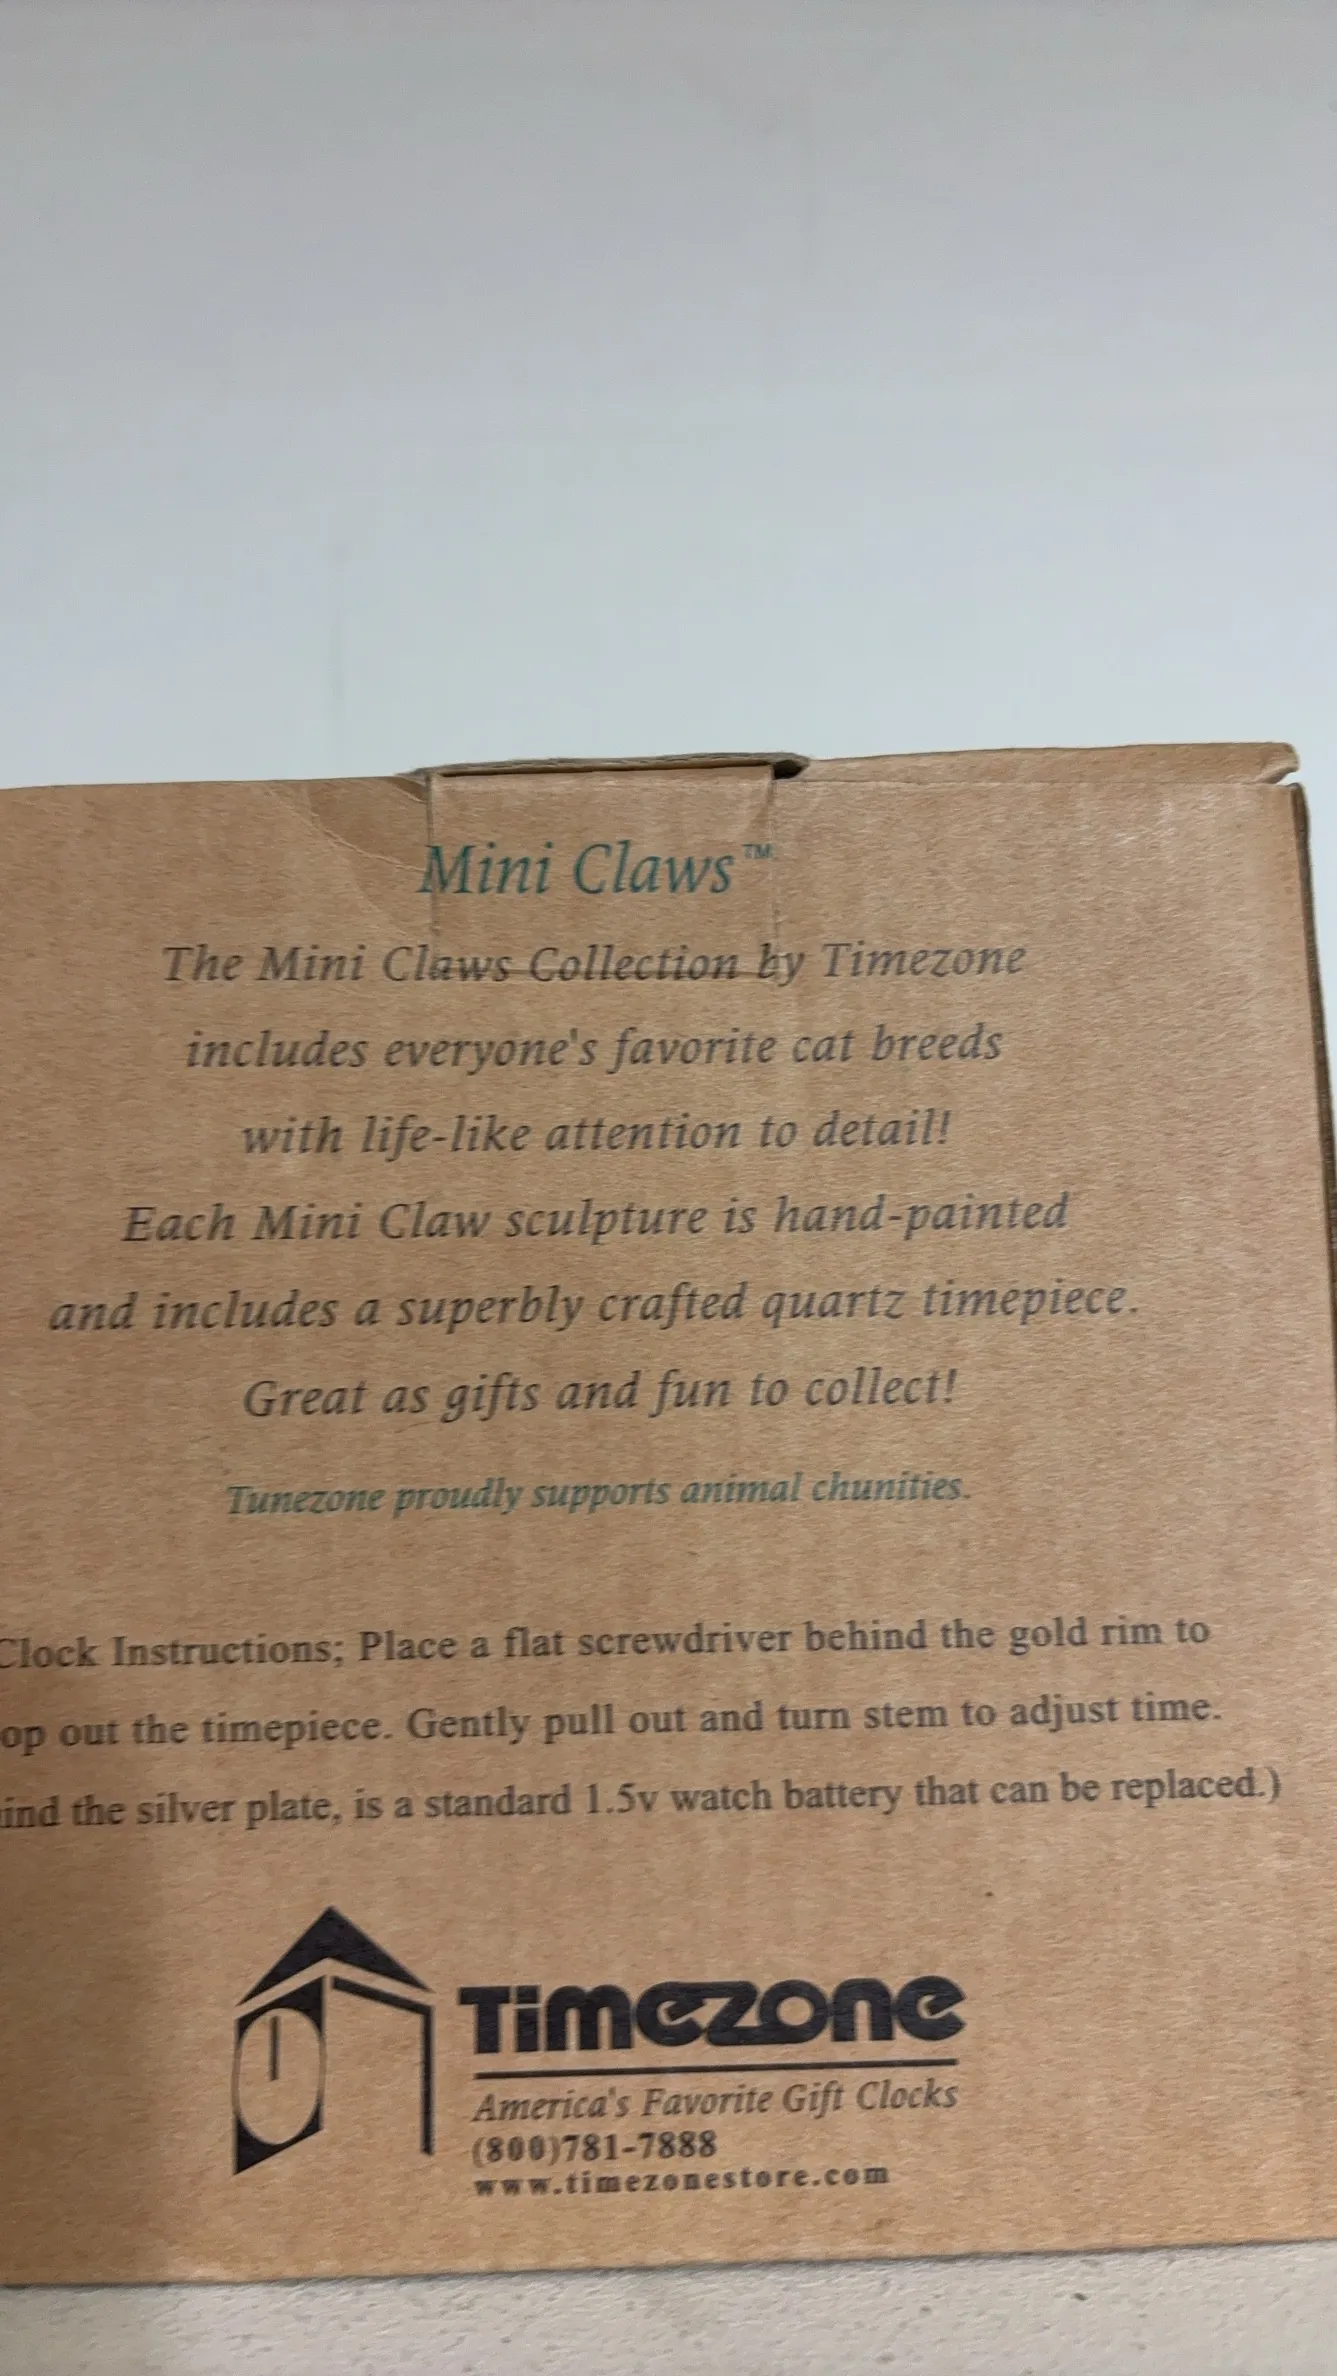 Mini Claws™
The Mini Claws Collection by Timezone
includes everyone's favorite cat breeds
with life-like attention to detail!
Each Mini Claw sculpture is hand-painted
and includes a superbly crafted quartz timepiece.
Great as gifts and fun to collect!
Tunezone proudly supports animal chunities.
Clock Instructions; Place a flat screwdriver behind the gold rim to
op out the timepiece. Gently pull out and turn stem to adjust time.
ind the silver plate, is a standard 1.5v watch battery that can be replaced.)
Timezone
America's Favorite Gift Clocks
(800)781-7888
www.timezonestore.com